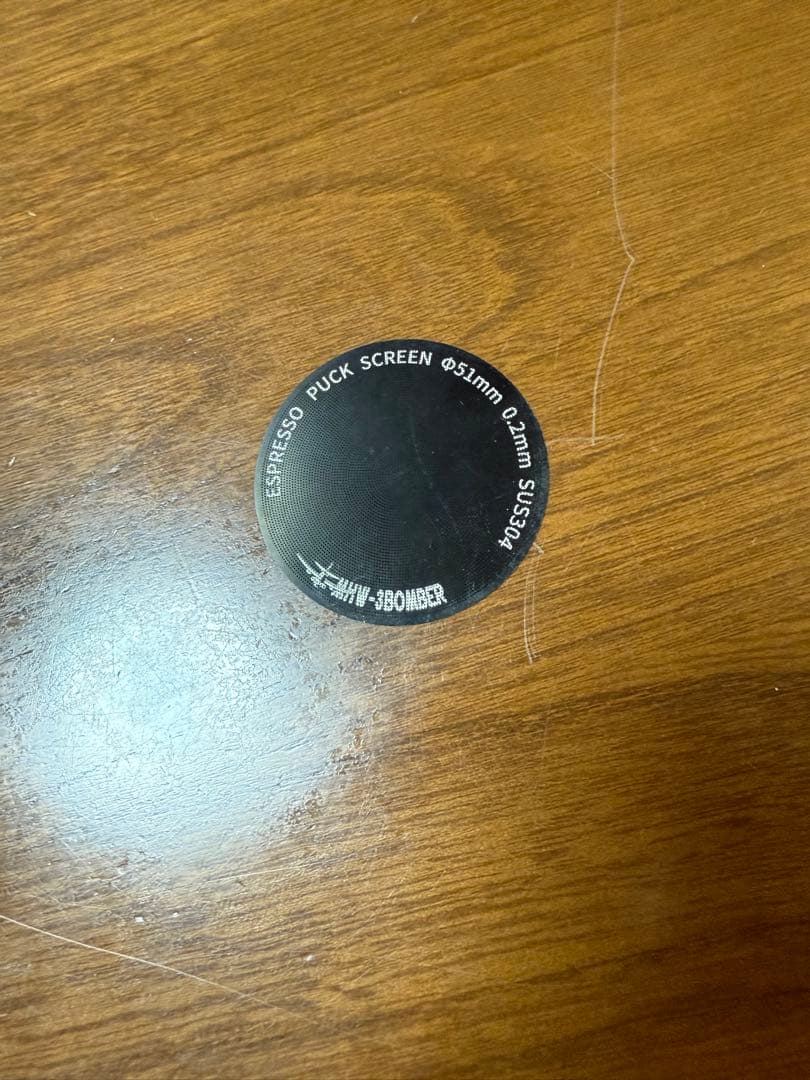 ESPRESSO PUCK SCREEN Φ51mm 0.2mm SUS304
MHW-3BOMBER